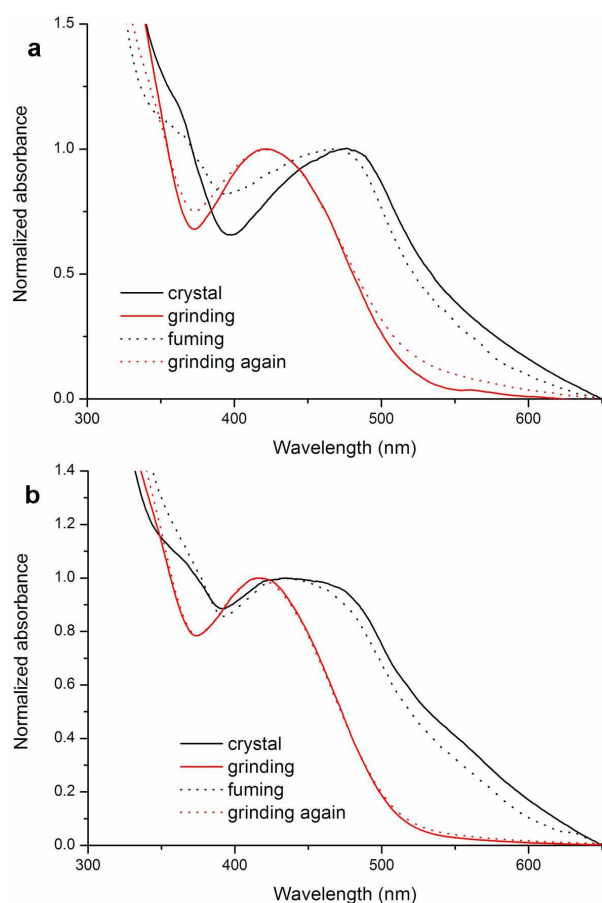 a
1.5
1.0
0.5
0.0
Normalized absorbance
crystal
grinding
fuming
grinding again
300 400 500 600
Wavelength (nm)
b
1.4
1.2
1.0
0.8
0.6
0.4
0.2
0.0
Normalized absorbance
crystal
grinding
fuming
grinding again
300 400 500 600
Wavelength (nm)